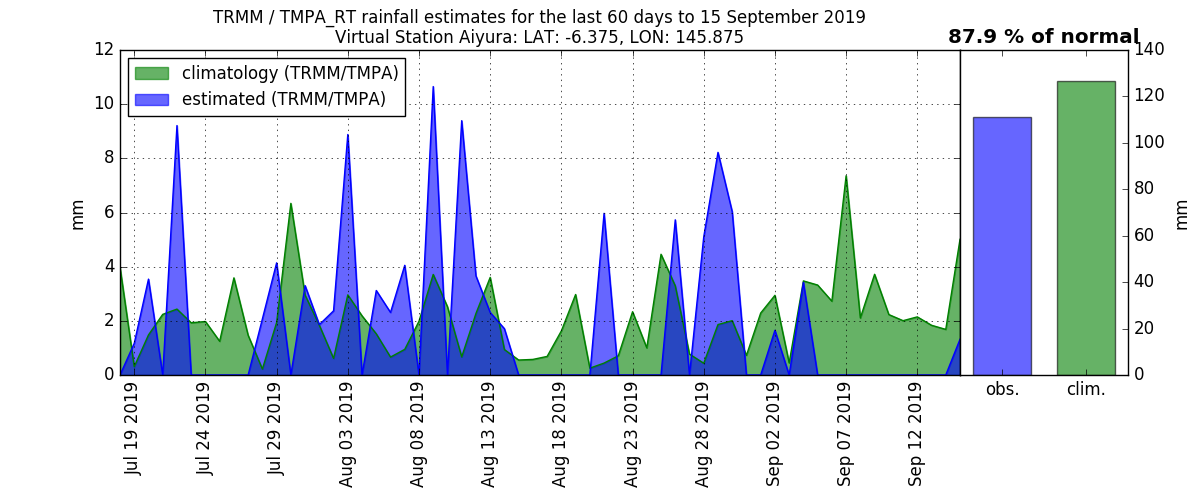 TRMM / TMPA_RT rainfall estimates for the last 60 days to 15 September 2019
Virtual Station Aiyura: LAT: -6.375, LON: 145.875
87.9 % of normal
climatology (TRMM/TMPA)
estimated (TRMM/TMPA)
mm
12
10
8
6
4
2
0
Jul 19 2019
Jul 24 2019
Jul 29 2019
Aug 03 2019
Aug 08 2019
Aug 13 2019
Aug 18 2019
Aug 23 2019
Aug 28 2019
Sep 02 2019
Sep 07 2019
Sep 12 2019
140
120
100
80
60
40
20
0
mm
obs.
clim.